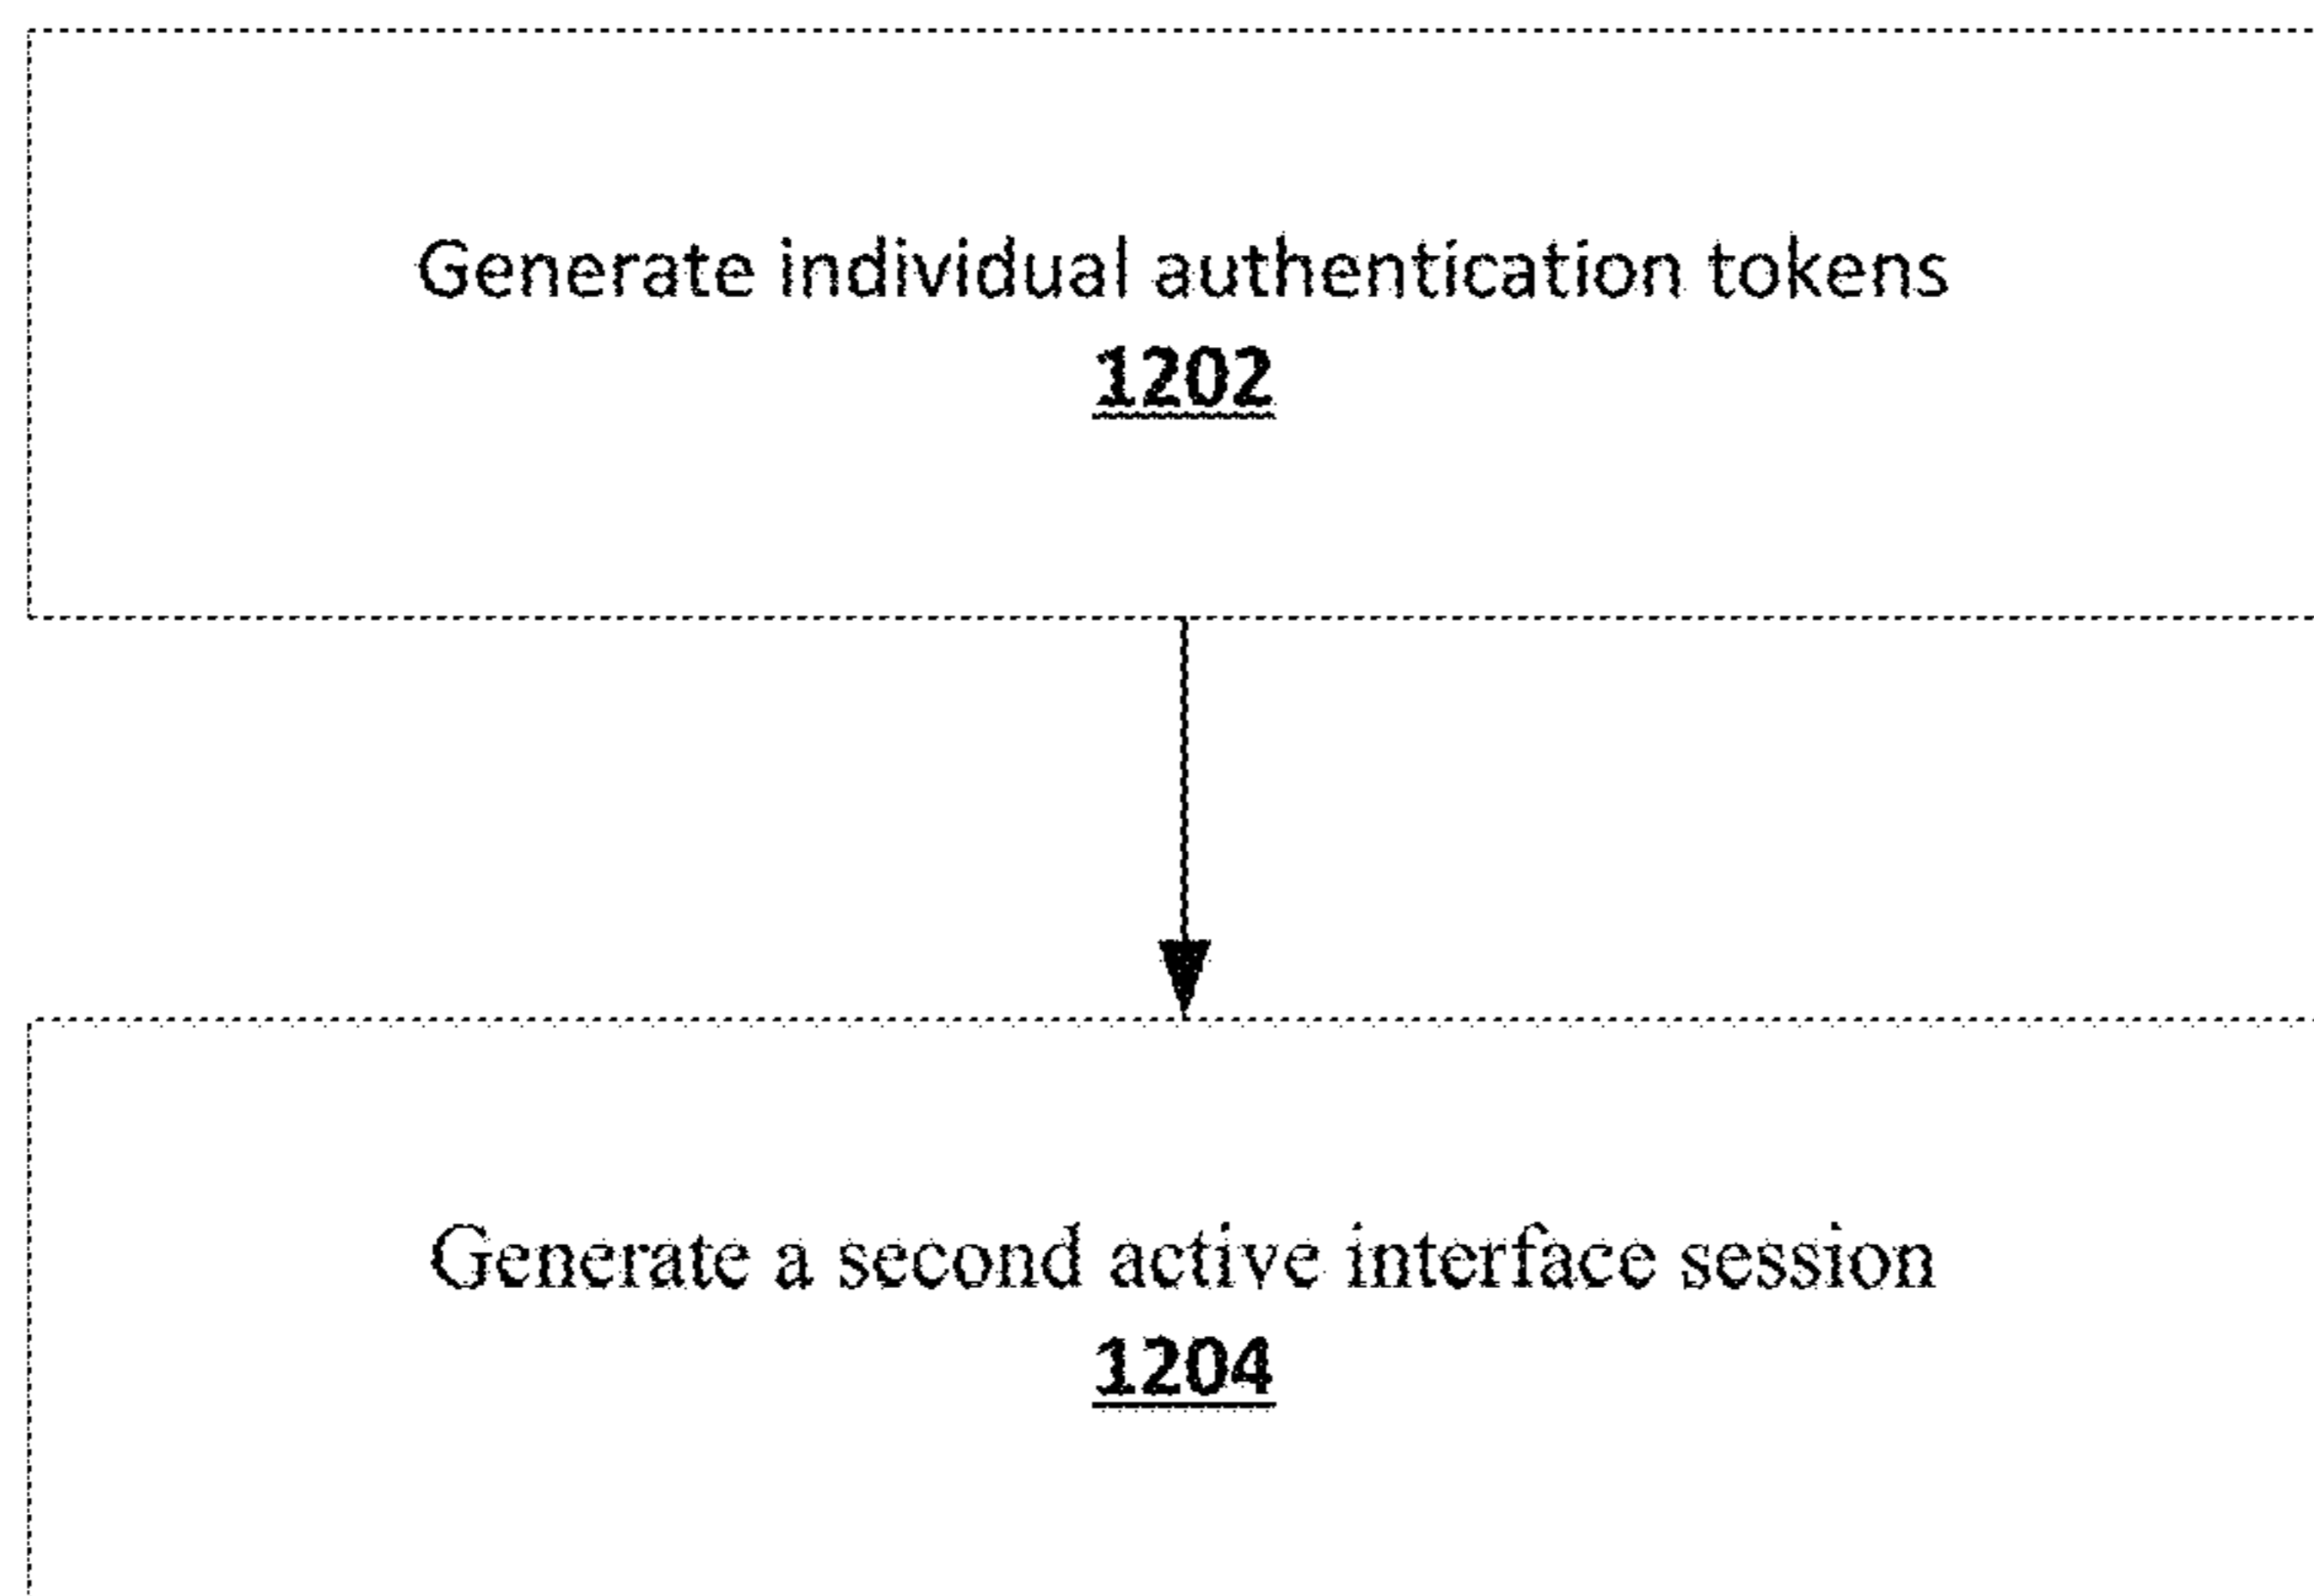 Generate individual authentication tokens
1202
Generate a second active interface session
1204